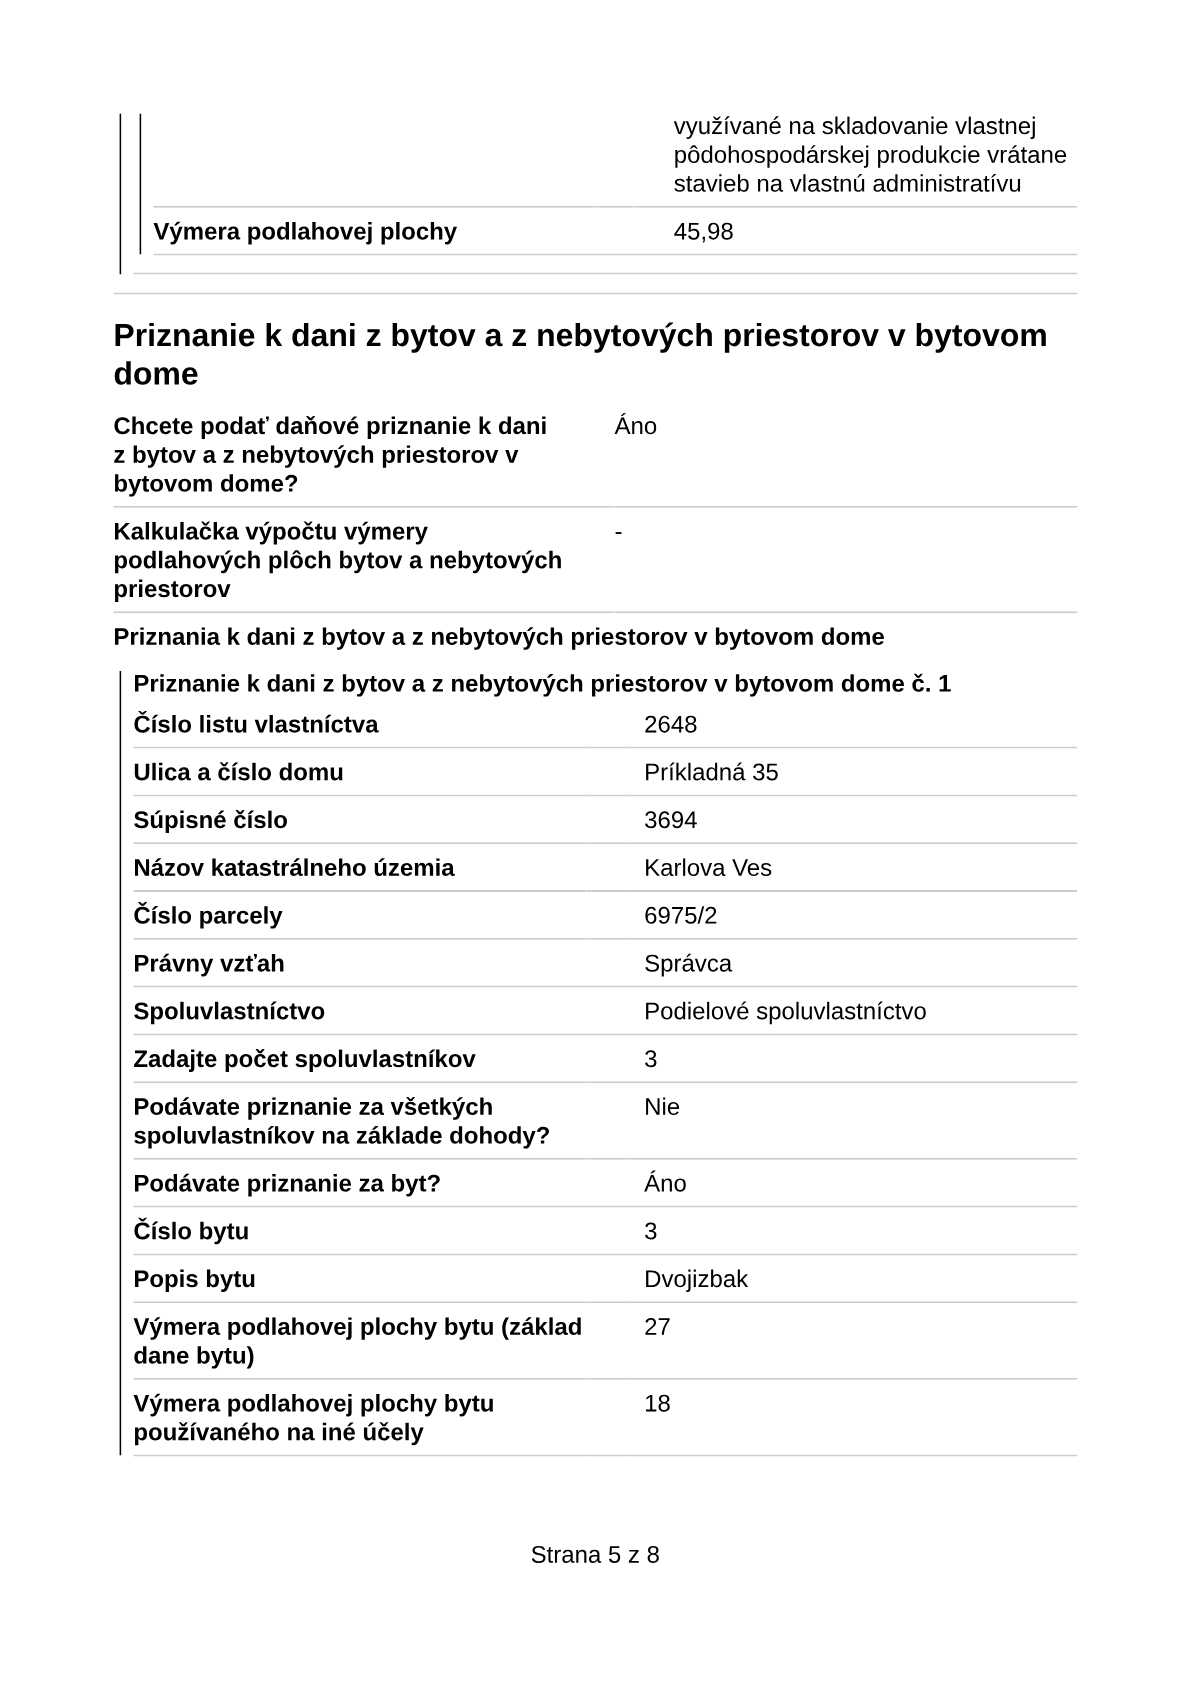 využívané na skladovanie vlastnej
pôdohospodárskej produkcie vrátane
stavieb na vlastnú administratívu
Výmera podlahovej plochy 45,98
Priznanie k dani z bytov a z nebytových priestorov v bytovom
dome
Chcete podať daňové priznanie k dani Áno
z bytov a z nebytových priestorov v
bytovom dome?
Kalkulačka výpočtu výmery -
podlahových plôch bytov a nebytových
priestorov
Priznania k dani z bytov a z nebytových priestorov v bytovom dome
Priznanie k dani z bytov a z nebytových priestorov v bytovom dome č. 1
Číslo listu vlastníctva 2648
Ulica a číslo domu Príkladná 35
Súpisné číslo 3694
Názov katastrálneho územia Karlova Ves
Číslo parcely 6975/2
Právny vzťah Správca
Spoluvlastníctvo Podielové spoluvlastníctvo
Zadajte počet spoluvlastníkov 3
Podávate priznanie za všetkých Nie
spoluvlastníkov na základe dohody?
Podávate priznanie za byt? Áno
Číslo bytu 3
Popis bytu Dvojizbak
Výmera podlahovej plochy bytu (základ 27
dane bytu)
Výmera podlahovej plochy bytu 18
používaného na iné účely
Strana 5 z 8